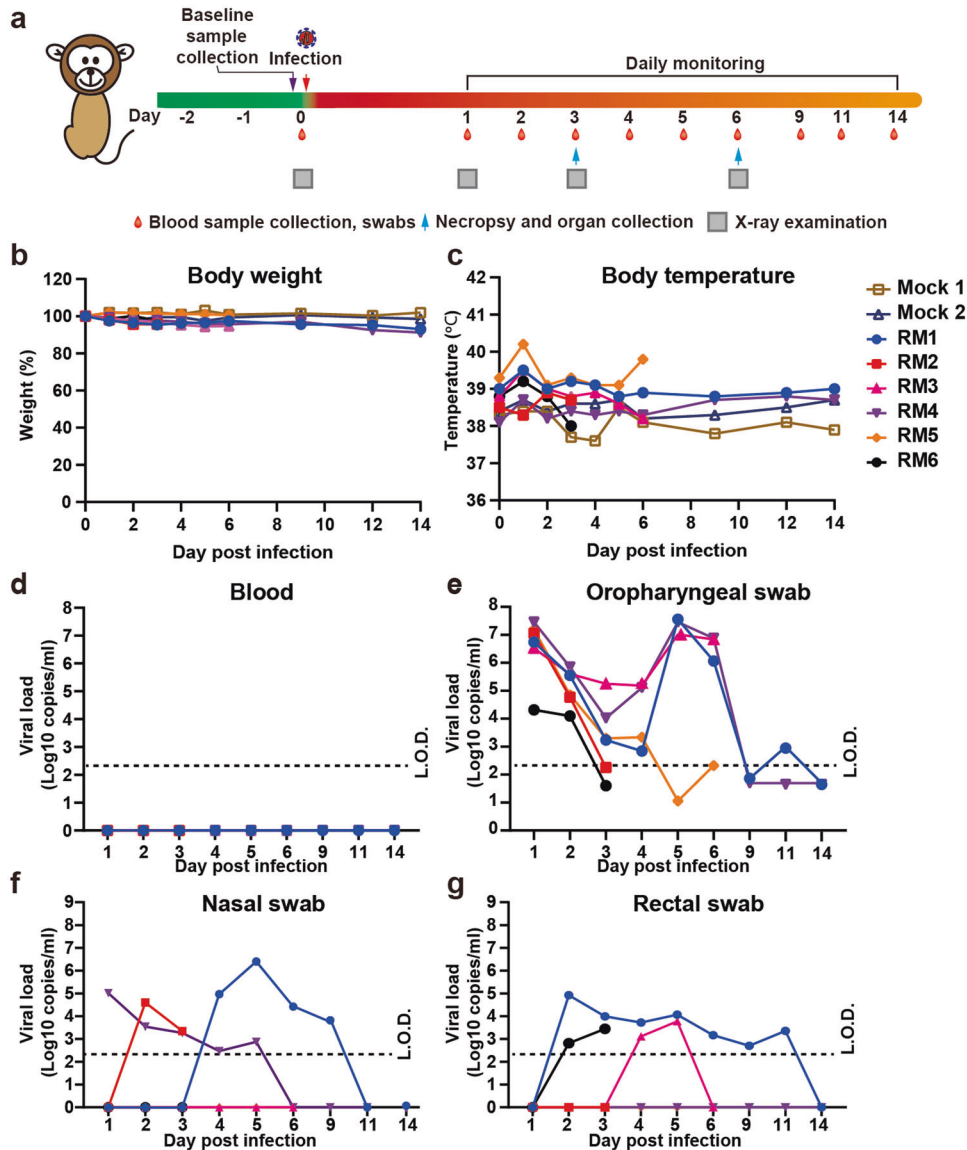 a
Baseline
sample
collection
Infection
Daily monitoring
Day -2 -1 0 1 2 3 4 5 6 9 11 14
Blood sample collection, swabs Necropsy and organ collection X-ray examination
b
Body weight
Weight (%)
120
100
80
60
40
20
0
0 2 4 6 8 10 12 14
Day post infection
c
Body temperature
Temperature (°C)
42
41
40
39
38
37
36
0 2 4 6 8 10 12 14
Day post infection
Mock 1
Mock 2
RM1
RM2
RM3
RM4
RM5
RM6
d
Blood
Viral load
(Log10 copies/ml)
8
7
6
5
4
3
2
1
0
L.O.D.
1 2 3 4 5 6 9 11 14
Day post infection
e
Oropharyngeal swab
Viral load
(Log10 copies/ml)
8
7
6
5
4
3
2
1
0
L.O.D.
1 2 3 4 5 6 9 11 14
Day post infection
f
Nasal swab
Viral load
(Log10 copies/ml)
9
8
7
6
5
4
3
2
1
0
L.O.D.
1 2 3 4 5 6 9 11 14
Day post infection
g
Rectal swab
Viral load
(Log10 copies/ml)
9
8
7
6
5
4
3
2
1
0
L.O.D.
1 2 3 4 5 6 9 11 14
Day post infection